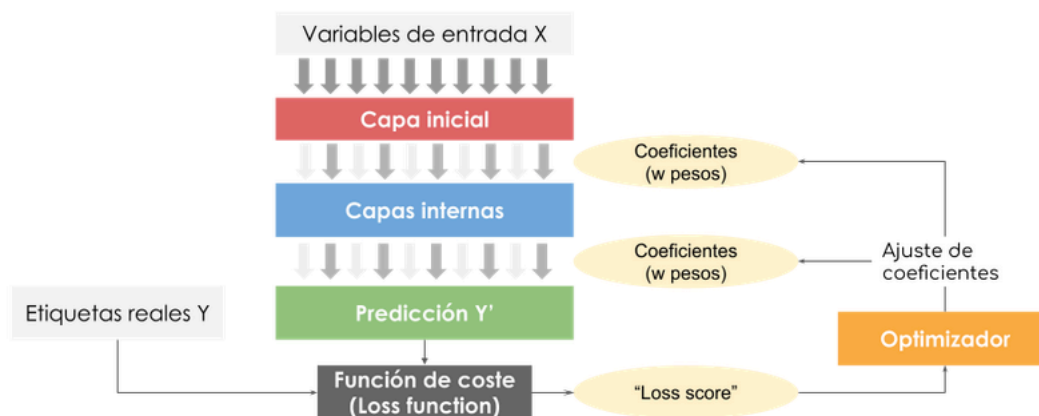 Variables de entrada X
Capa inicial
Coeficientes
(w pesos)
Capas internas
Coeficientes
(w pesos)
Ajuste de
coeficientes
Etiquetas reales Y
Predicción Y’
Optimizador
Función de coste
(Loss function)
“Loss score”